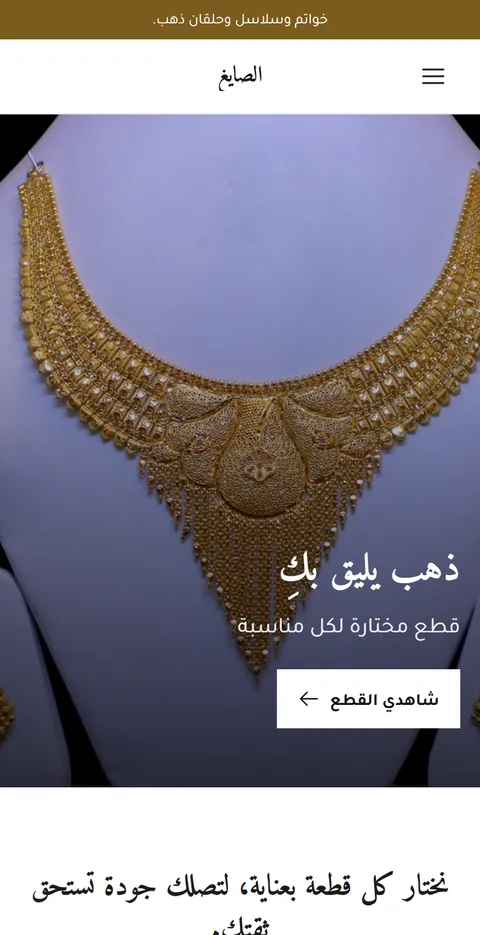 خواتم وسلاسل وحلقان ذهب.
الصايغ
ذهب يليق بكِ
قطع مختارة لكل مناسبة
شاهدي القطع
نختار كل قطعة بعناية، لتصلك جودة تستحق
ثقتك.